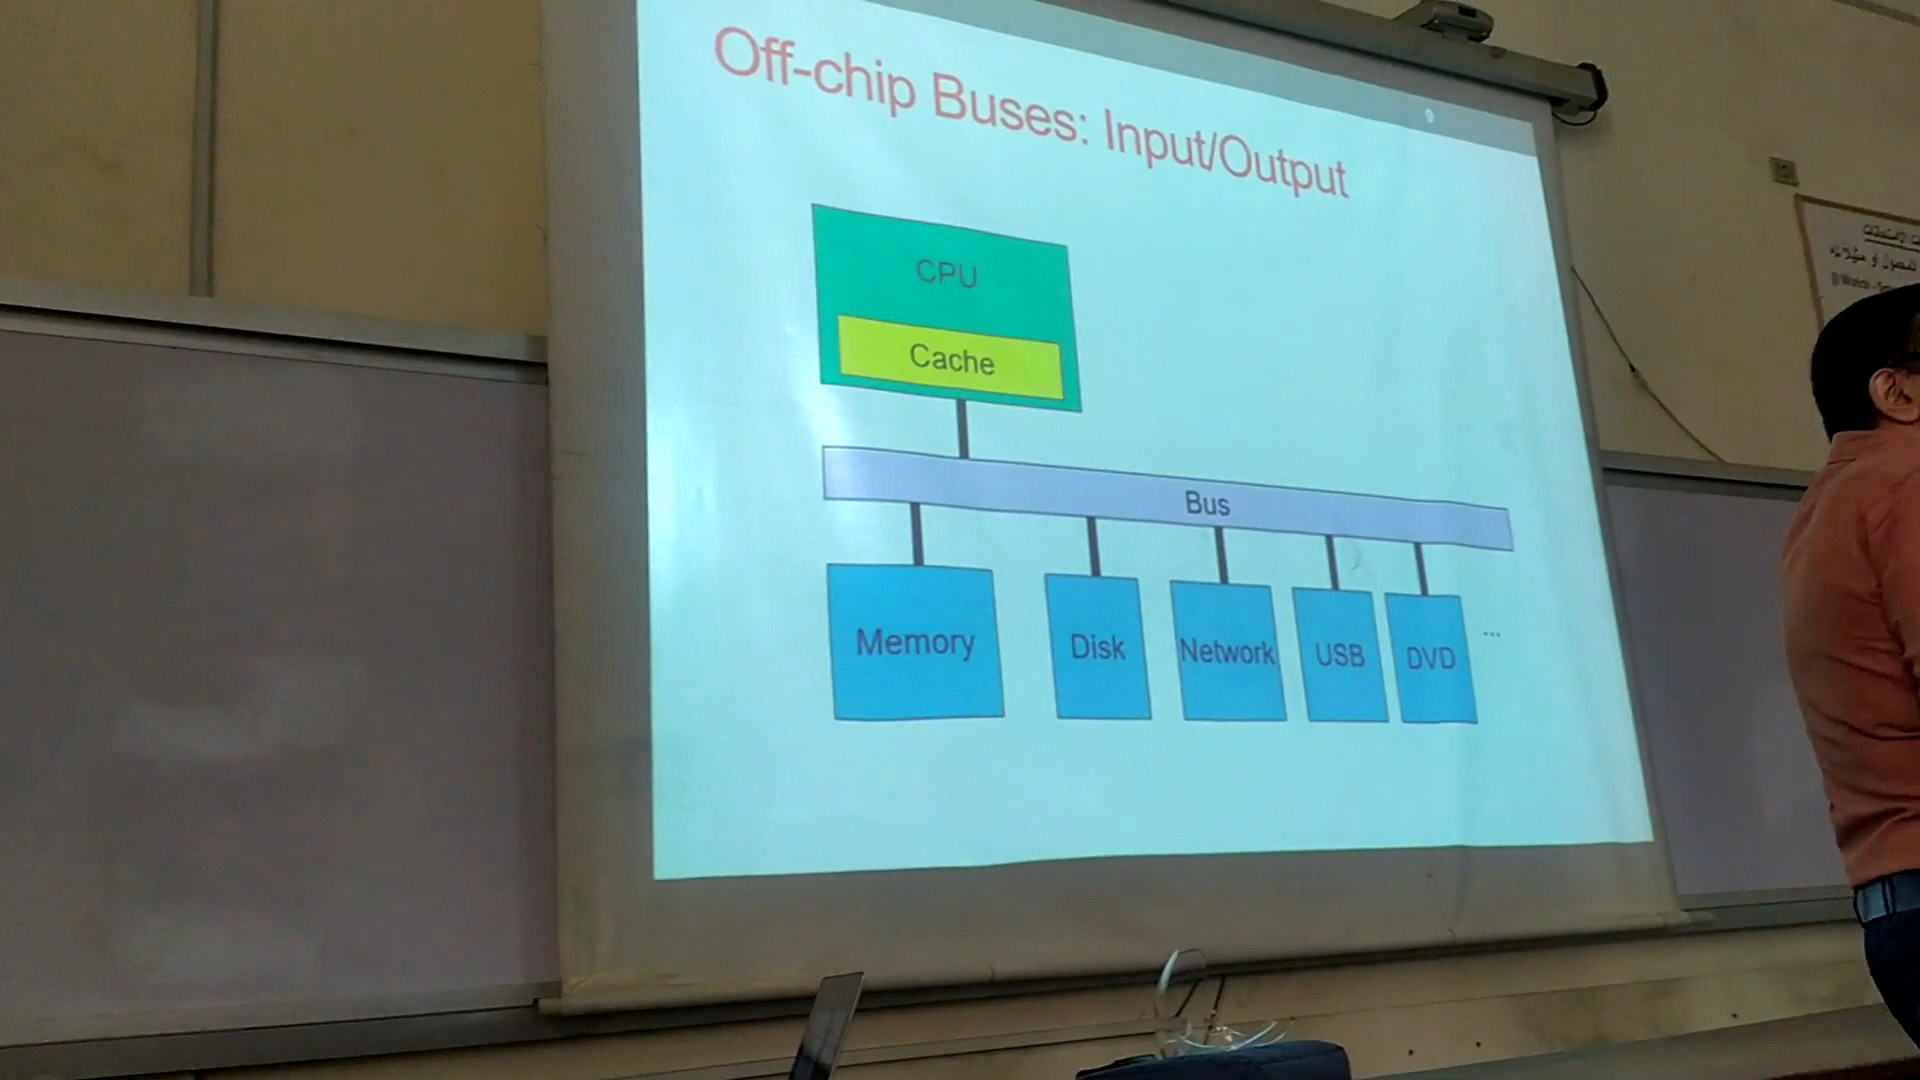 Off-chip Buses: Input/Output
CPU
Cache
Bus
Memory
Disk
Network
USB
DVD
...